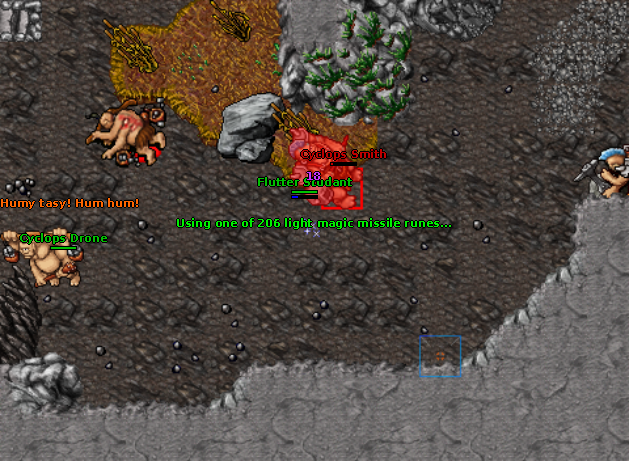 Cyclops Smith
18
Flutter Studant
Humy tasy! Hum hum!
Using one of 206 light magic missile runes...
Cyclops Drone